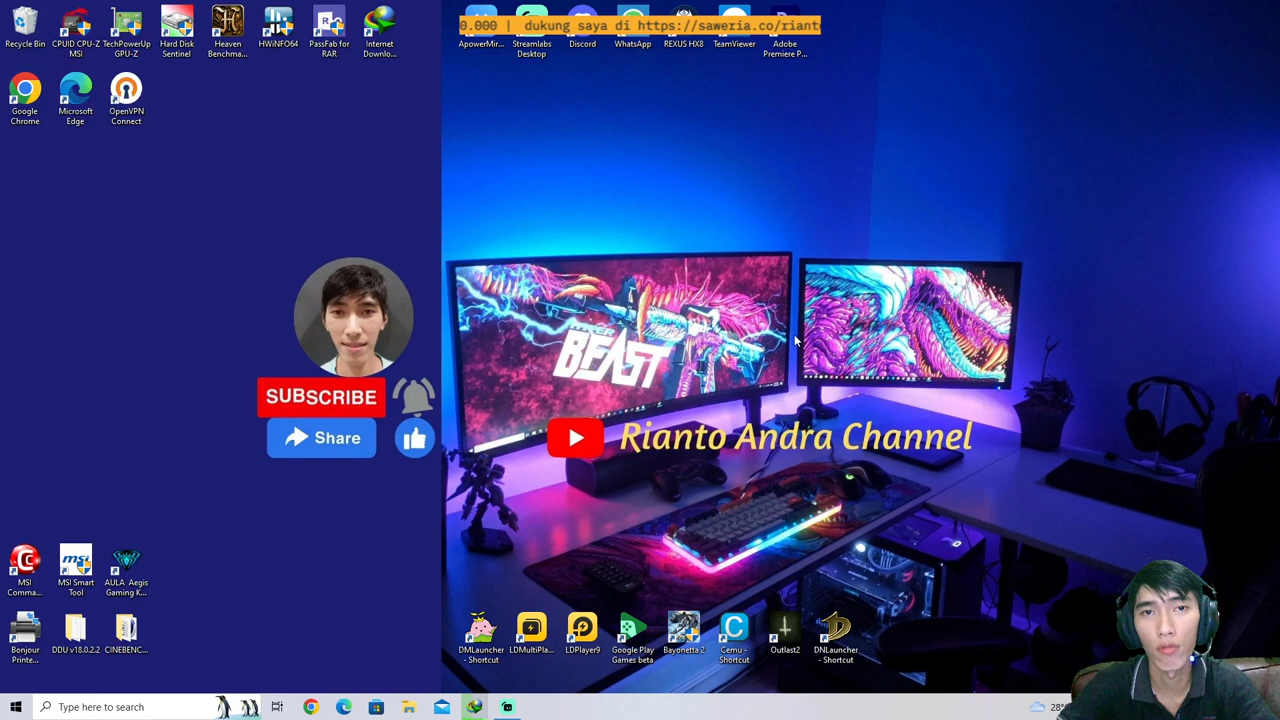 0.000 | dukung saya di https://saweria.co/riant
Recycle Bin
CPUID CPU-Z MSI
TechPowerUp GPU-Z
Hard Disk Sentinel
Heaven Benchma...
HWiNFO64
PassFab for RAR
Internet Downlo...
ApowerMir...
Streamlabs Desktop
Discord
WhatsApp
REXUS HX8
TeamViewer
Adobe Premiere P...
Google Chrome
Microsoft Edge
OpenVPN Connect
BEAST
SUBSCRIBE
Share
Rianto Andra Channel
MSI Comma...
MSI Smart Tool
AULA Aegis Gaming K...
Bonjour Printe...
DDU v18.0.2.2
CINEBENC...
DMLauncher - Shortcut
LDMultiPla...
LDPlayer9
Google Play Games beta
Bayonetta 2
Cemu - Shortcut
Outlast2
DNLauncher - Shortcut
Type here to search
28°